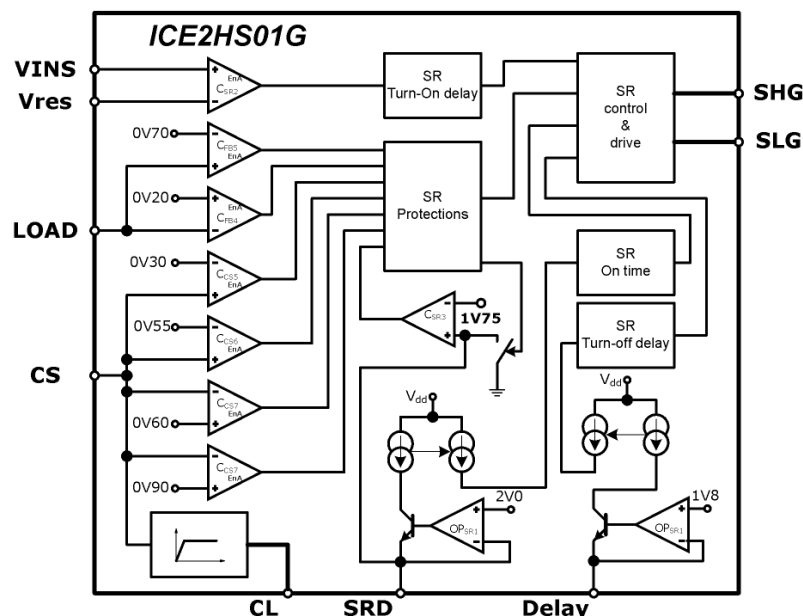 ICE2HS01G
VINS
Vres
LOAD
CS
0V70
0V20
0V30
0V55
0V60
0V90
+
EnA
CSR2
−
−
CFB5
EnA
+
+
EnA
CFB4
−
−
CCS5
EnA
+
−
CCS6
EnA
+
−
CCS7
EnA
+
−
CCS7
EnA
+
SR
Turn-On delay
SR
control
&
drive
SHG
SLG
SR
Protections
SR
On time
SR
Turn-off delay
−
CSR3
1V75
+
Vdd
2V0
+
OPSR1
−
Vdd
1V8
+
OPSR1
−
CL
SRD
Delay